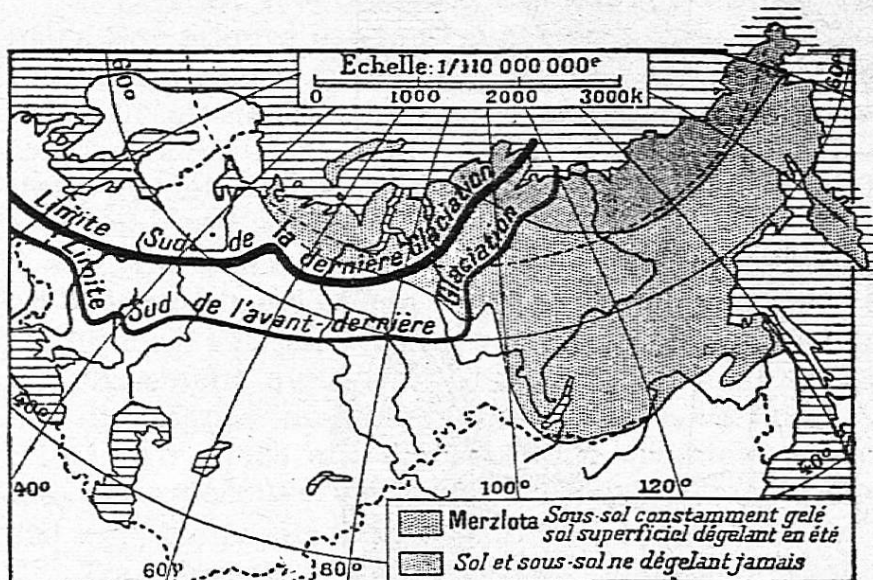 Echelle: 1/110 000 000e
0 1000 2000 3000k
60°
60°
Limite Sud de la dernière Glaciation
Limite Sud de l'avant-dernière Glaciation
40°
40°
40°
60°
80°
100°
120°
Merzlota Sous-sol constamment gelé
sol superficiel dégelant en été
Sol et sous-sol ne dégelant jamais